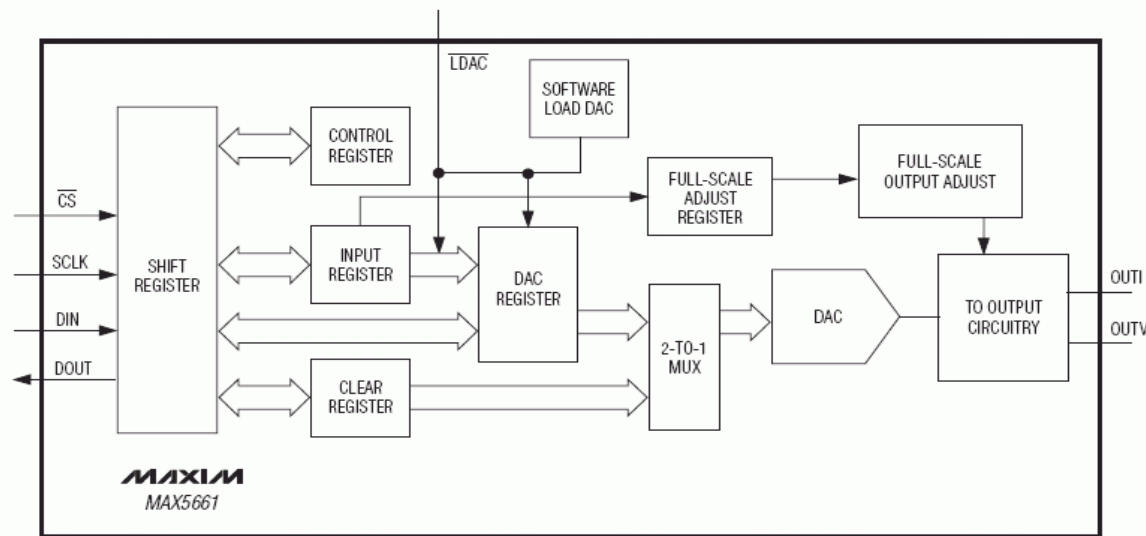 LDAC
SOFTWARE
LOAD DAC
CONTROL
REGISTER
FULL-SCALE
ADJUST
REGISTER
FULL-SCALE
OUTPUT ADJUST
CS
SCLK
DIN
DOUT
SHIFT
REGISTER
INPUT
REGISTER
DAC
REGISTER
CLEAR
REGISTER
2-TO-1
MUX
DAC
TO OUTPUT
CIRCUITRY
OUTI
OUTV
MAXIM
MAX5661